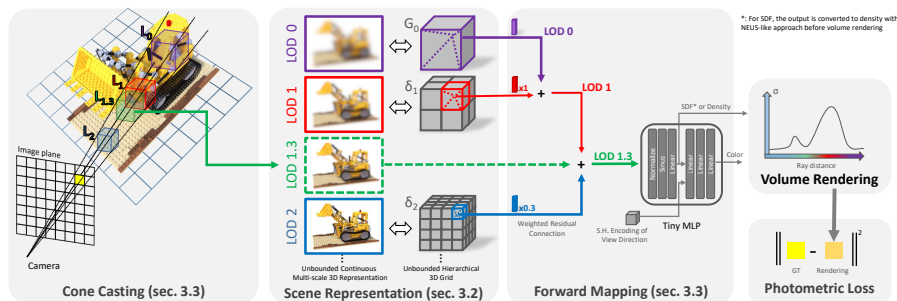 *: For SDF, the output is converted to density with
NEUS-like approach before volume rendering
L0
L1
L1.3
L2
Image plane
Camera
Cone Casting (sec. 3.3)
LOD 0
G0
LOD 1
δ1
LOD 1.3
LOD 2
δ2
Unbounded Continuous
Multi-scale 3D Representation
Unbounded Hierarchical
3D Grid
Scene Representation (sec. 3.2)
LOD 0
+
x1
LOD 1
+
LOD 1.3
x0.3
Weighted Residual
Connection
Normalize
Sinus
Linear
Linear
Linear
Linear
Tiny MLP
S.H. Encoding of
View Direction
SDF* or Density
Color
Forward Mapping (sec. 3.3)
σ
Ray distance
Volume Rendering
2
GT
-
Rendering
Photometric Loss